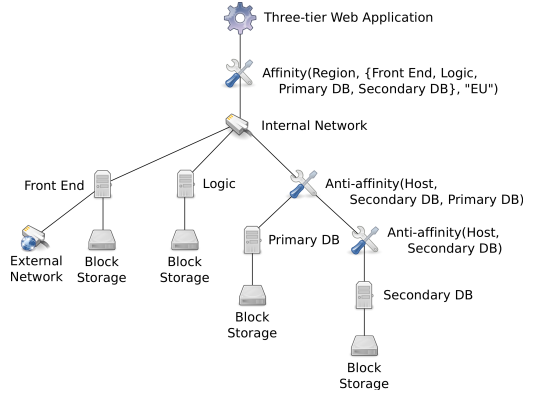 Three-tier Web Application
Affinity(Region, {Front End, Logic,
Primary DB, Secondary DB}, "EU")
Internal Network
Front End
Logic
Anti-affinity(Host,
Secondary DB, Primary DB)
External
Network
Block
Storage
Block
Storage
Primary DB
Anti-affinity(Host,
Secondary DB)
Block
Storage
Secondary DB
Block
Storage